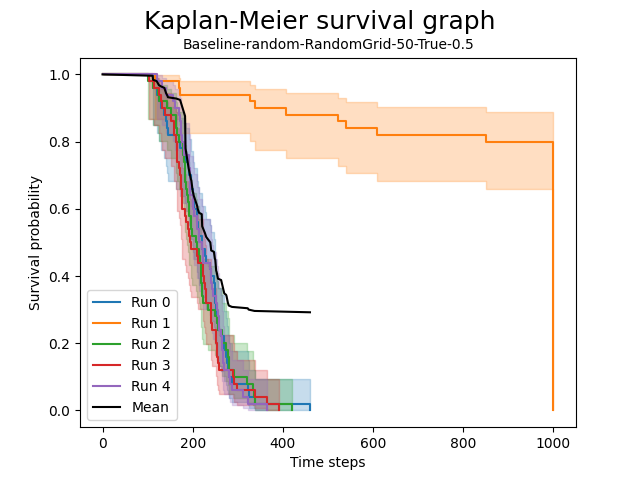 Kaplan-Meier survival graph
Baseline-random-RandomGrid-50-True-0.5
Survival probability
1.0
0.8
0.6
0.4
0.2
0.0
Run 0
Run 1
Run 2
Run 3
Run 4
Mean
0 200 400 600 800 1000
Time steps